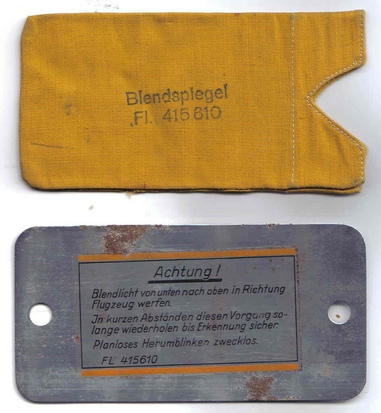 Blendspiegel
Fl. 415610
Achtung!
Blendlicht von unten nach oben in Richtung
Flugzeug werfen.
In kurzen Abständen diesen Vorgang so-
lange wiederholen bis Erkennung sicher.
Planloses Herumblinken zwecklos.
FL 415610